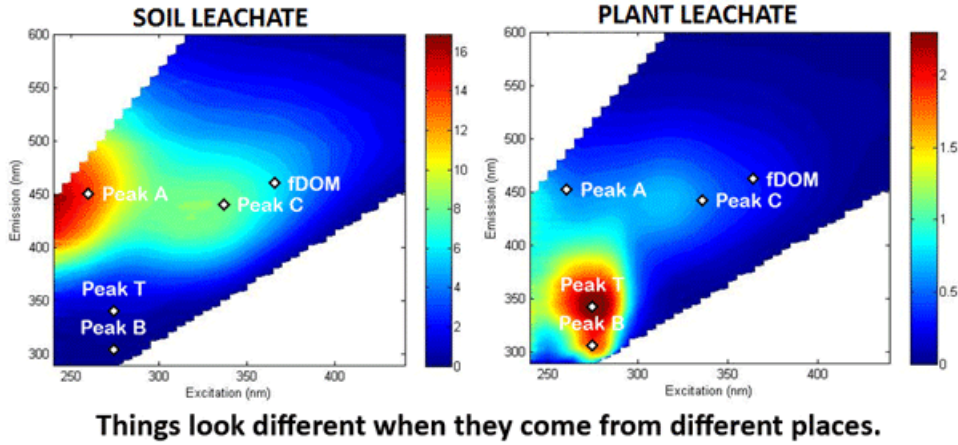 SOIL LEACHATE
PLANT LEACHATE
600
550
500
450
400
350
300
Emission (nm)
250
300
350
400
Excitation (nm)
Peak A
fDOM
Peak C
Peak T
Peak B
16
14
12
10
8
6
4
2
0
600
550
500
450
400
350
300
Emission (nm)
250
300
350
400
Excitation (nm)
Peak A
fDOM
Peak C
Peak T
Peak B
2
1.5
1
0.5
0
Things look different when they come from different places.